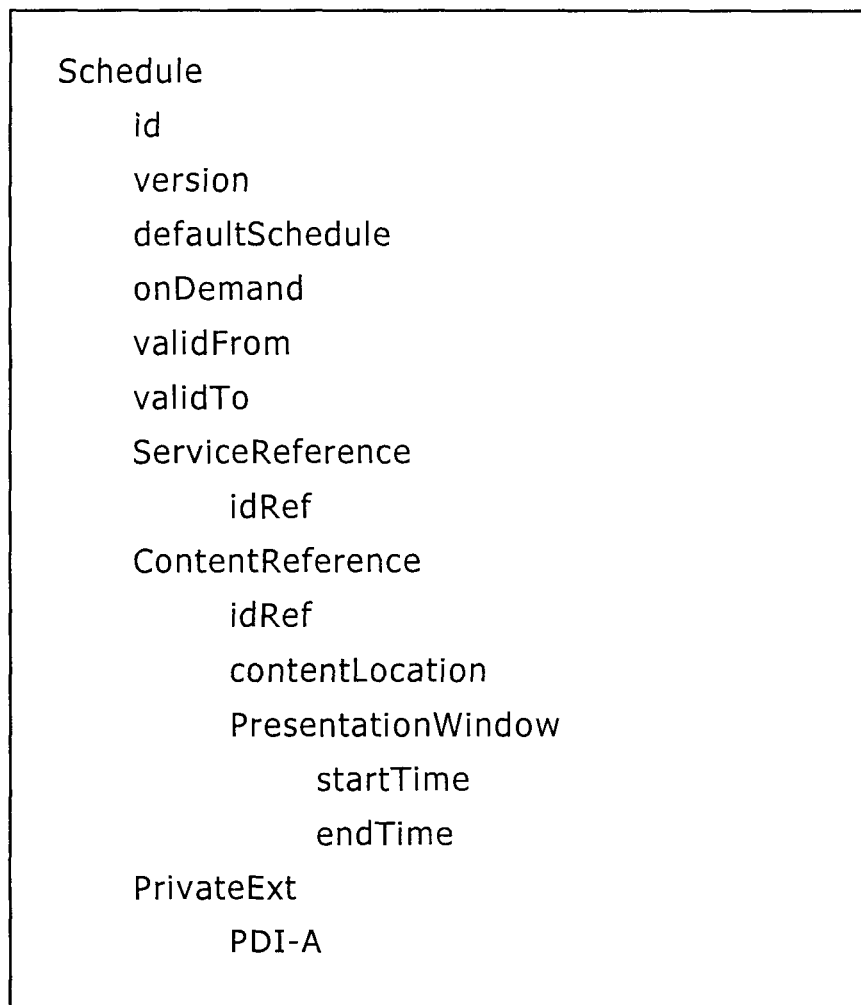 Schedule
id
version
defaultSchedule
onDemand
validFrom
validTo
ServiceReference
idRef
ContentReference
idRef
contentLocation
PresentationWindow
startTime
endTime
PrivateExt
PDI-A